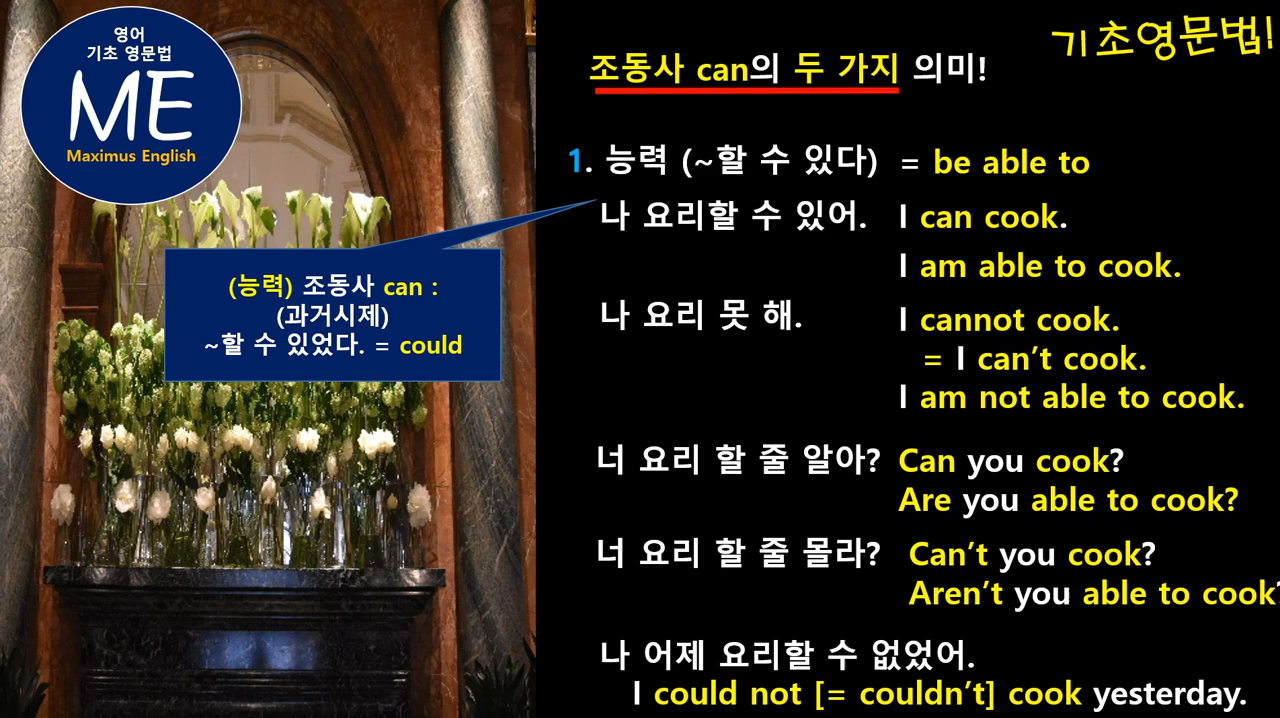 영어
기초 영문법
ME
Maximus English
기초영문법!
조동사 can의 두 가지 의미!
1. 능력 (~할 수 있다) = be able to
나 요리할 수 있어. I can cook.
I am able to cook.
(능력) 조동사 can :
(과거시제)
~할 수 있었다. = could
나 요리 못 해. I cannot cook.
= I can’t cook.
I am not able to cook.
너 요리 할 줄 알아? Can you cook?
Are you able to cook?
너 요리 할 줄 몰라? Can’t you cook?
Aren’t you able to cook?
나 어제 요리할 수 없었어.
I could not [= couldn’t] cook yesterday.